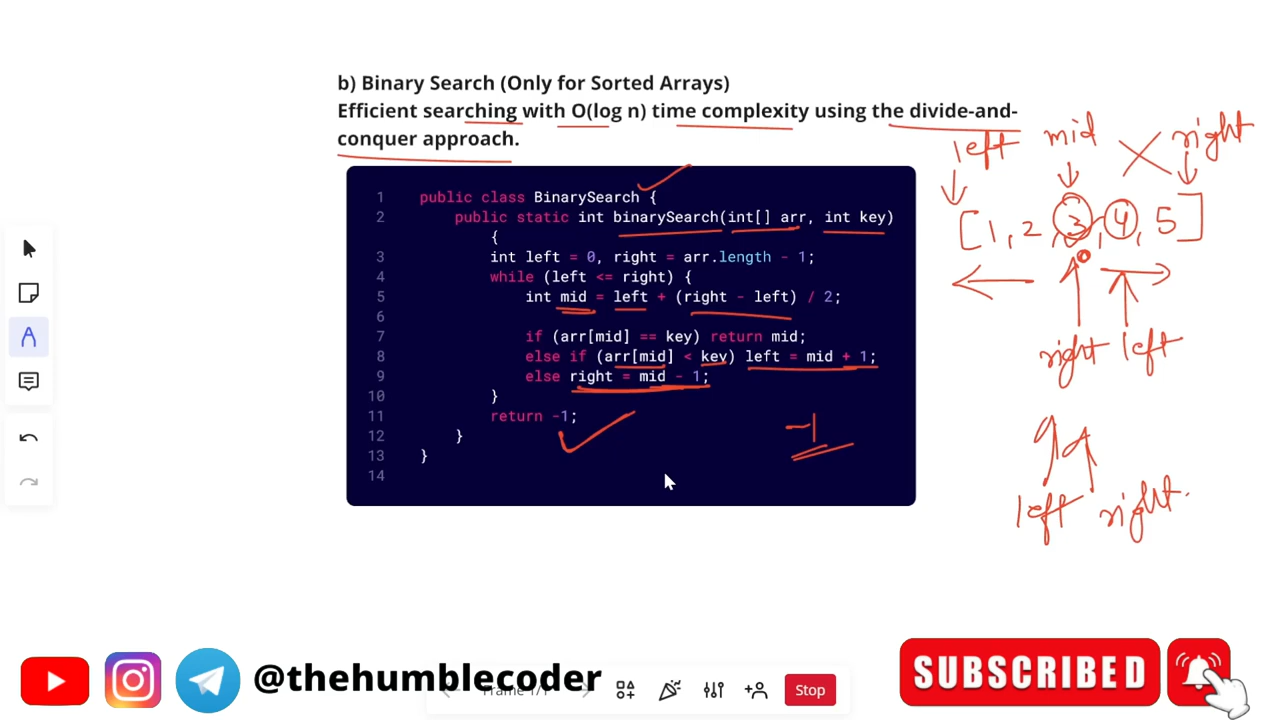 b) Binary Search (Only for Sorted Arrays)
Efficient searching with O(log n) time complexity using the divide-and-
conquer approach.
left mid right
[1, 2, 3, 4, 5]
right left
left right.
1 public class BinarySearch {
2 public static int binarySearch(int[] arr, int key)
{
3 int left = 0, right = arr.length - 1;
4 while (left <= right) {
5 int mid = left + (right - left) / 2;
6
7 if (arr[mid] == key) return mid;
8 else if (arr[mid] < key) left = mid + 1;
9 else right = mid - 1;
10 }
11 return -1;
12 }
13 }
14
-1
@thehumblecoder
Frame 1/1
Stop
SUBSCRIBED